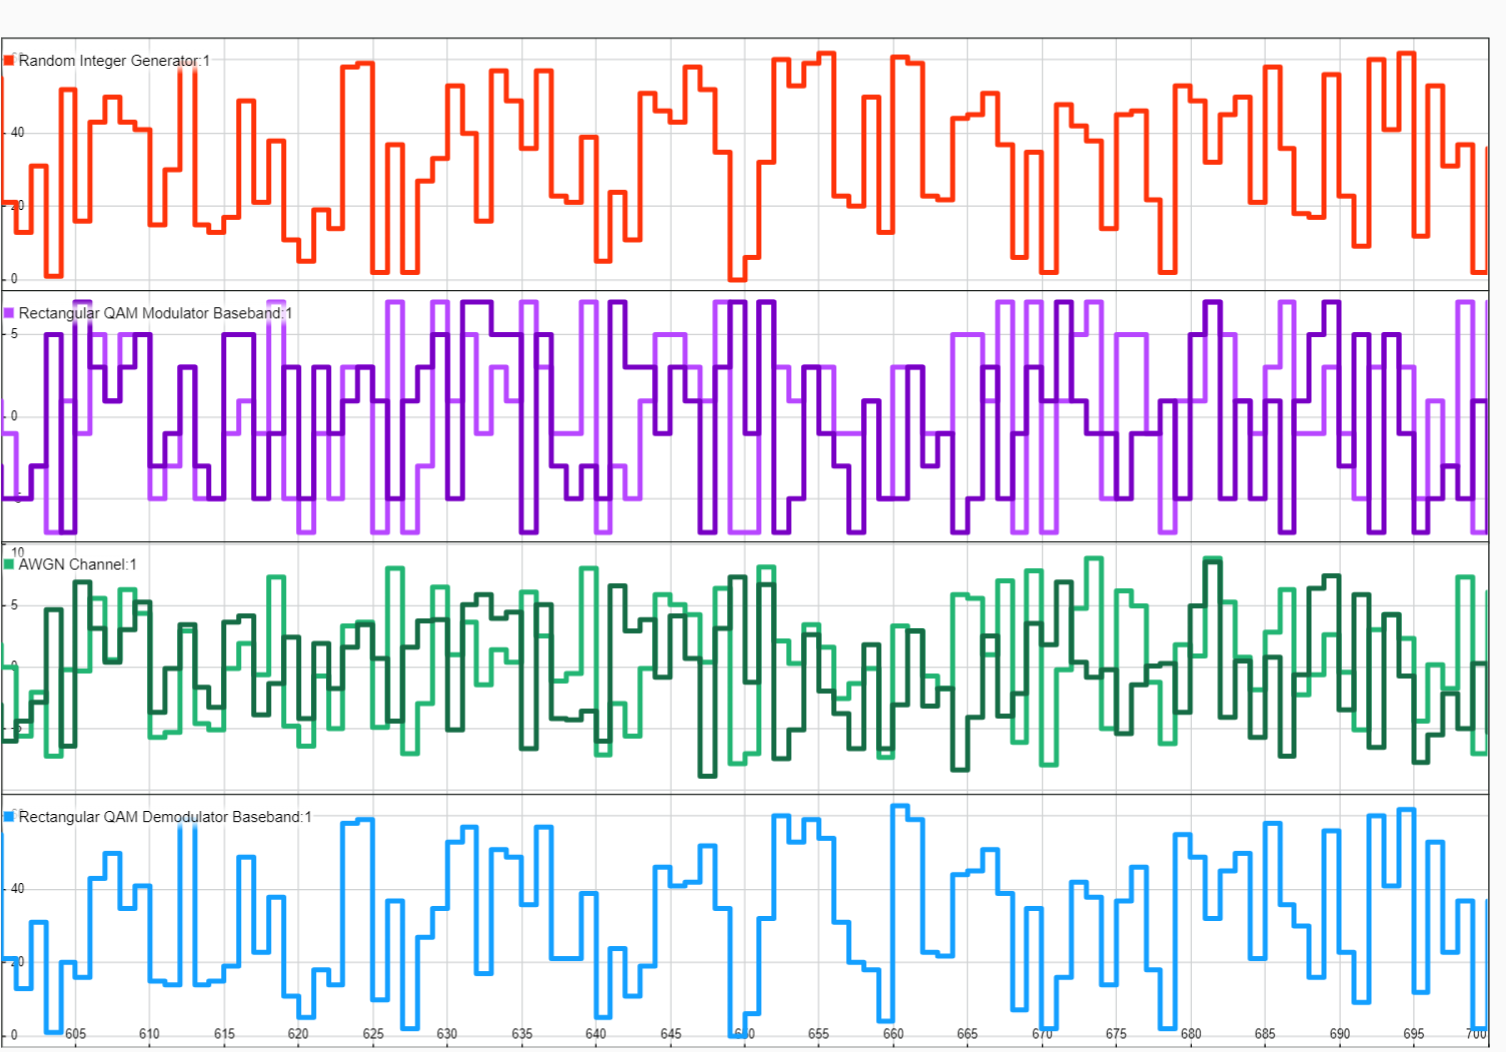 Random Integer Generator:1
40
20
0
Rectangular QAM Modulator Baseband:1
5
0
10
AWGN Channel:1
5
0
Rectangular QAM Demodulator Baseband:1
40
20
0
605 610 615 620 625 630 635 640 645 650 655 660 665 670 675 680 685 690 695 700